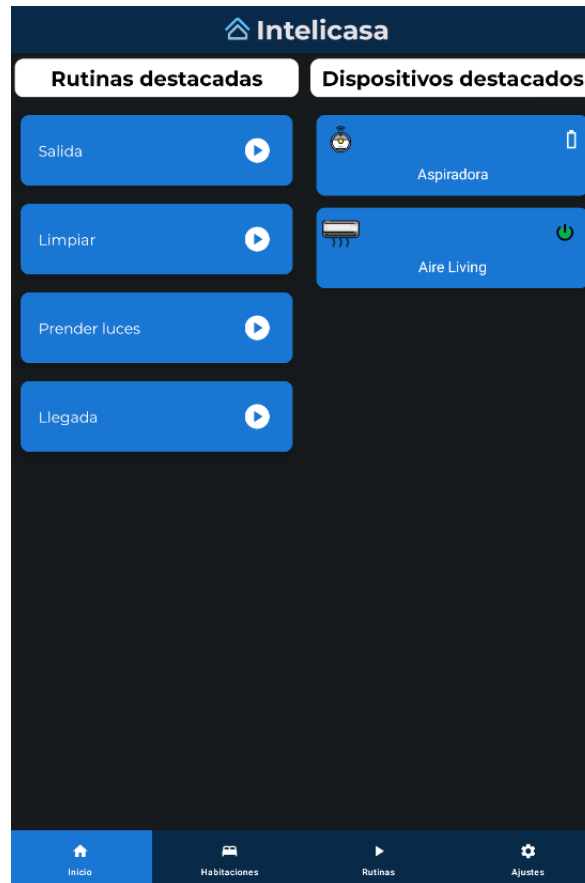 Intelicasa
Rutinas destacadas
Dispositivos destacados
Salida
Limpiar
Prender luces
Llegada
Aspiradora
Aire Living
Inicio
Habitaciones
Rutinas
Ajustes